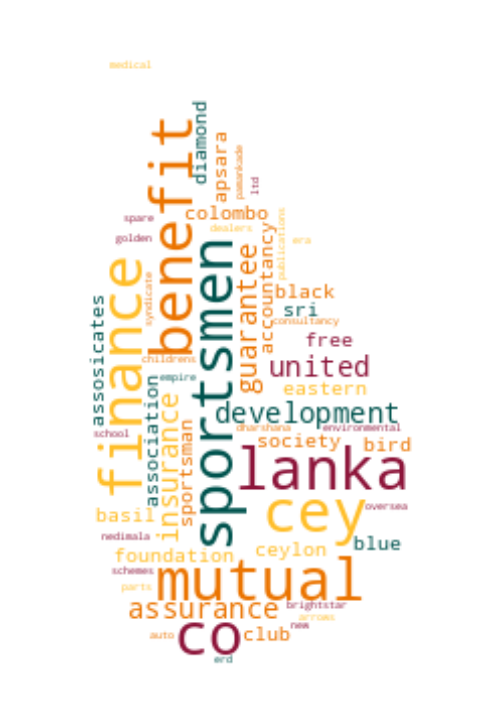 medical
diamond
benefit
apsara
pamankade
ltd
spare
colombo
dealers
golden
era
publications
finance
syndicate
sportsmen
guarantee
accountancy
black
sri
consultancy
assosicates
free
childrens
united
empire
eastern
association
insurance
development
school
sportsman
dharshana
environmental
society
bird
lanka
basil
cey
oversea
nedimala
blue
foundation
ceylon
schemes
mutual
parts
assurance
brightstar
arroms
new
auto
co
club
erd